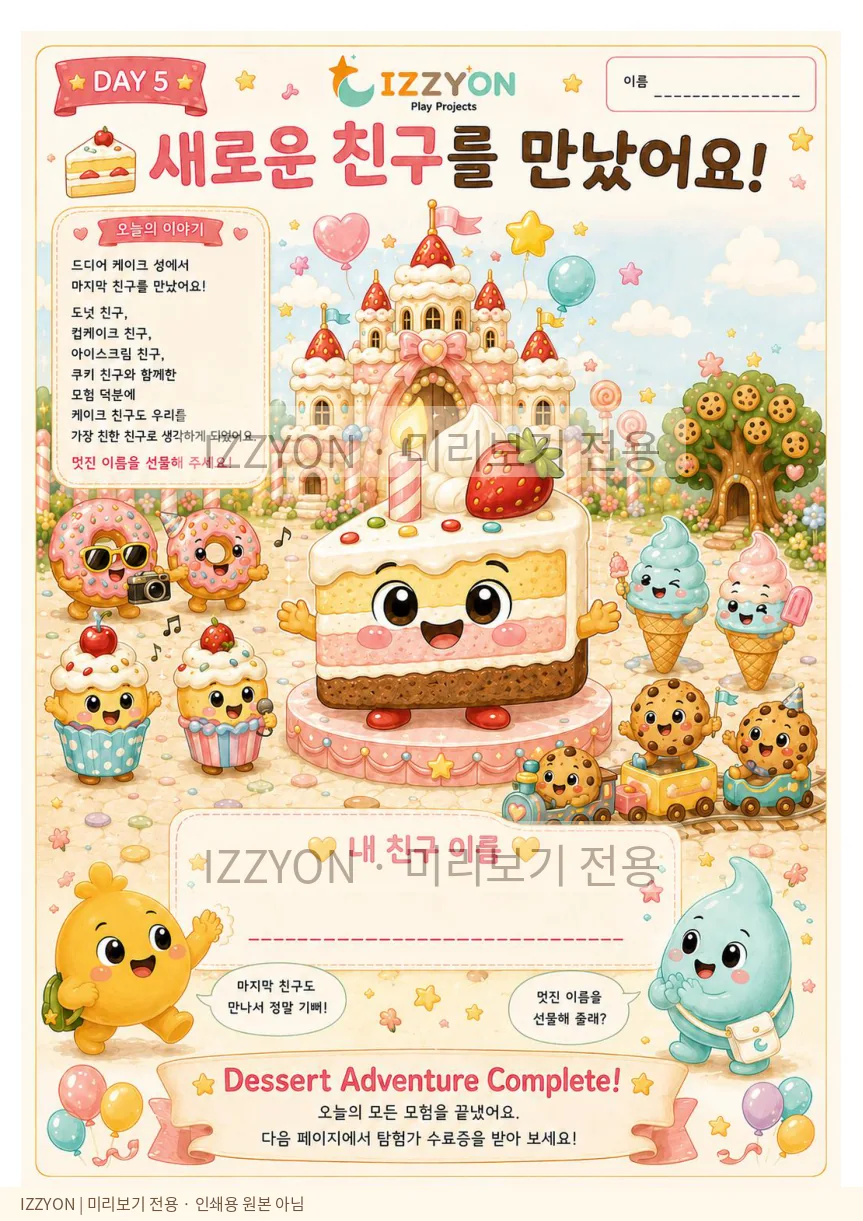 DAY 5
IZZYON
Play Projects
이름
새로운 친구를 만났어요!
오늘의 이야기
드디어 케이크 성에서
마지막 친구를 만났어요!
도넛 친구,
컵케이크 친구,
아이스크림 친구,
쿠키 친구와 함께한
모험 덕분에
케이크 친구도 우리를
가장 친한 친구로 생각하게 되었어요
멋진 이름을 선물해 주세요!
IZZYON · 미리보기 전용
내 친구 이름
IZZYON · 미리보기 전용
마지막 친구도
만나서 정말 기뻐!
멋진 이름을
선물해 줄래?
Dessert Adventure Complete!
오늘의 모든 모험을 끝냈어요.
다음 페이지에서 탐험가 수료증을 받아 보세요!
IZZYON | 미리보기 전용 · 인쇄용 원본 아님